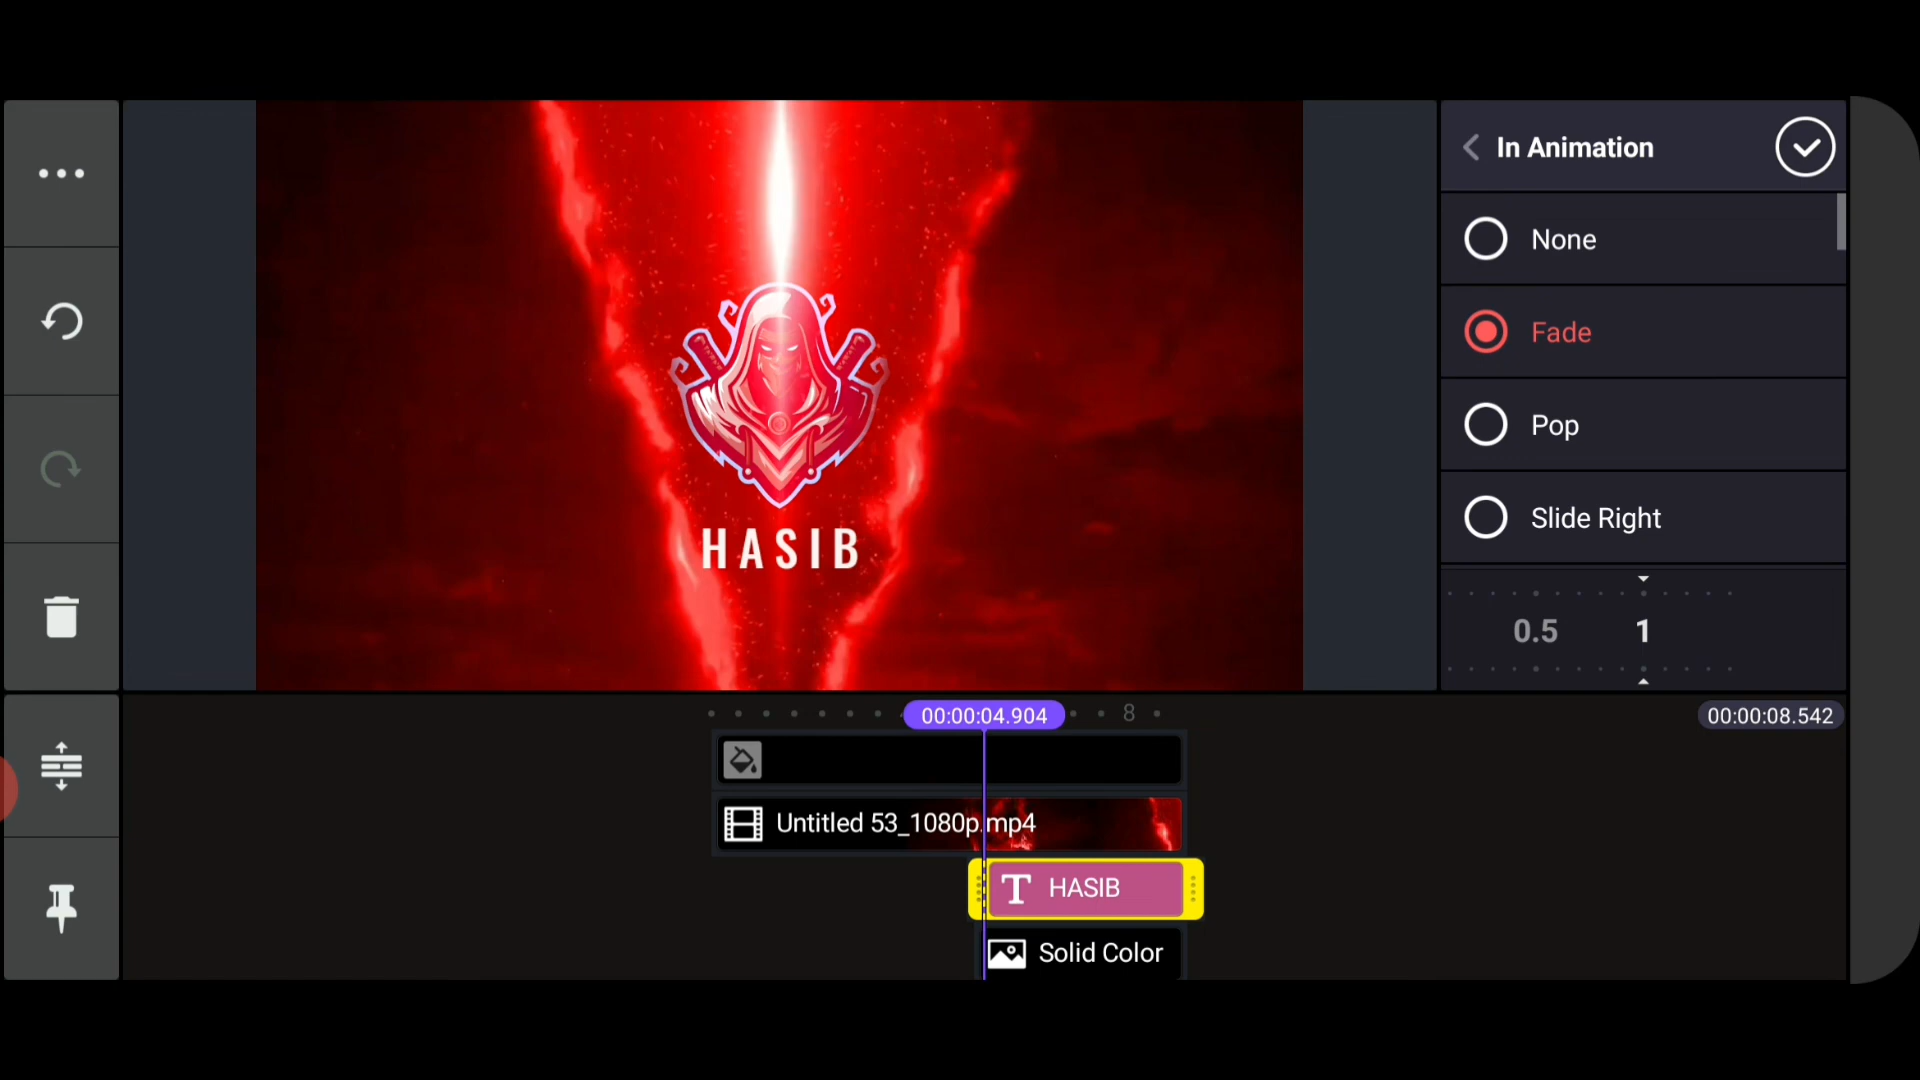 In Animation
None
Fade
Pop
Slide Right
0.5 1
HASIB
00:00:04.904
8
00:00:08.542
Untitled 53_1080p.mp4
T HASIB
Solid Color